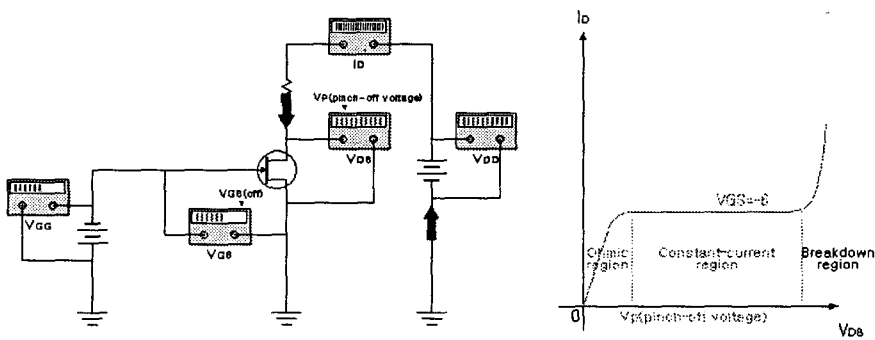 ID
VP(pinch-off voltage)
VDS
VDD
VGS(off)
VGG
VGS
ID
VGS=-6
Ohmic region
Constant-current region
Breakdown region
0
Vp(pinch-off voltage)
VDS